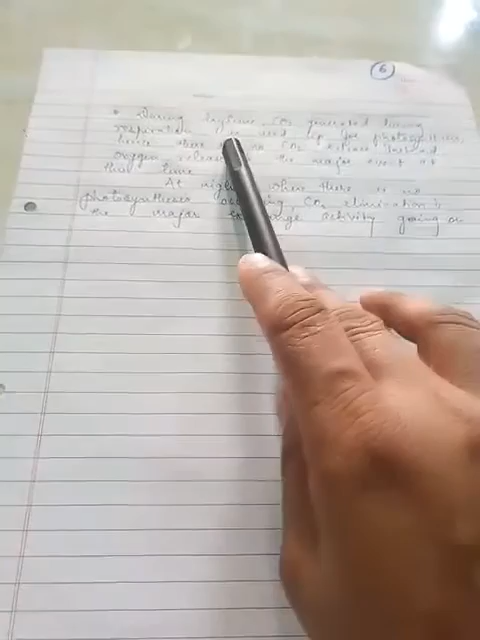 6
* During daytime CO2 generated during
respiration is used up for photosynthesis,
hence there no CO2 release instead
oxygen release is the major event at
that time.
At night when there is no
photosynthesis occuring, CO2 elimination is
the major exchange activity going on